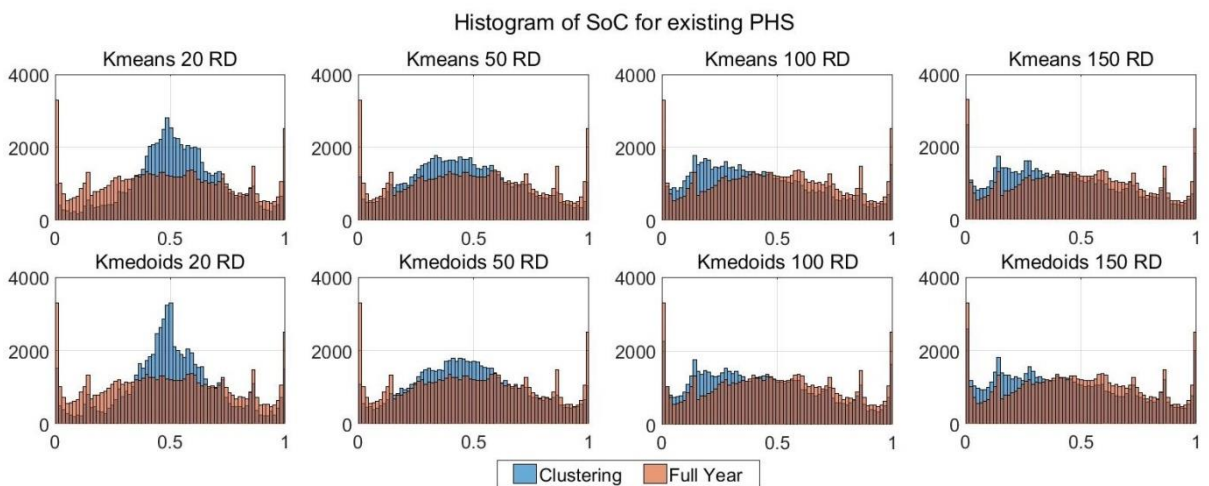 Histogram of SoC for existing PHS
Kmeans 20 RD Kmeans 50 RD Kmeans 100 RD Kmeans 150 RD
4000 4000 4000 4000
2000 2000 2000 2000
0 0 0 0
0 0.5 1 0 0.5 1 0 0.5 1 0 0.5 1
Kmedoids 20 RD Kmedoids 50 RD Kmedoids 100 RD Kmedoids 150 RD
4000 4000 4000 4000
2000 2000 2000 2000
0 0 0 0
0 0.5 1 0 0.5 1 0 0.5 1 0 0.5 1
Clustering Full Year